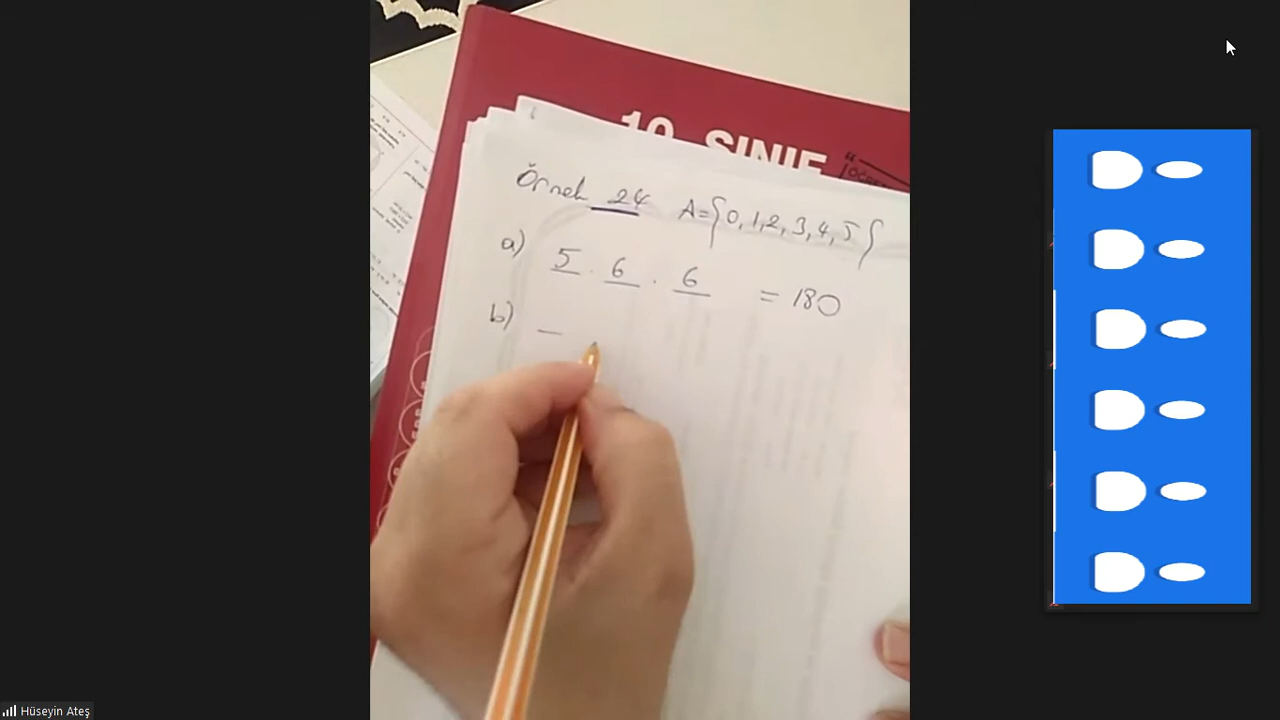 10. SINIF
Örnek 24 A={0,1,2,3,4,5}
a) 5 . 6 . 6 = 180
b) _
Hüseyin Ateş